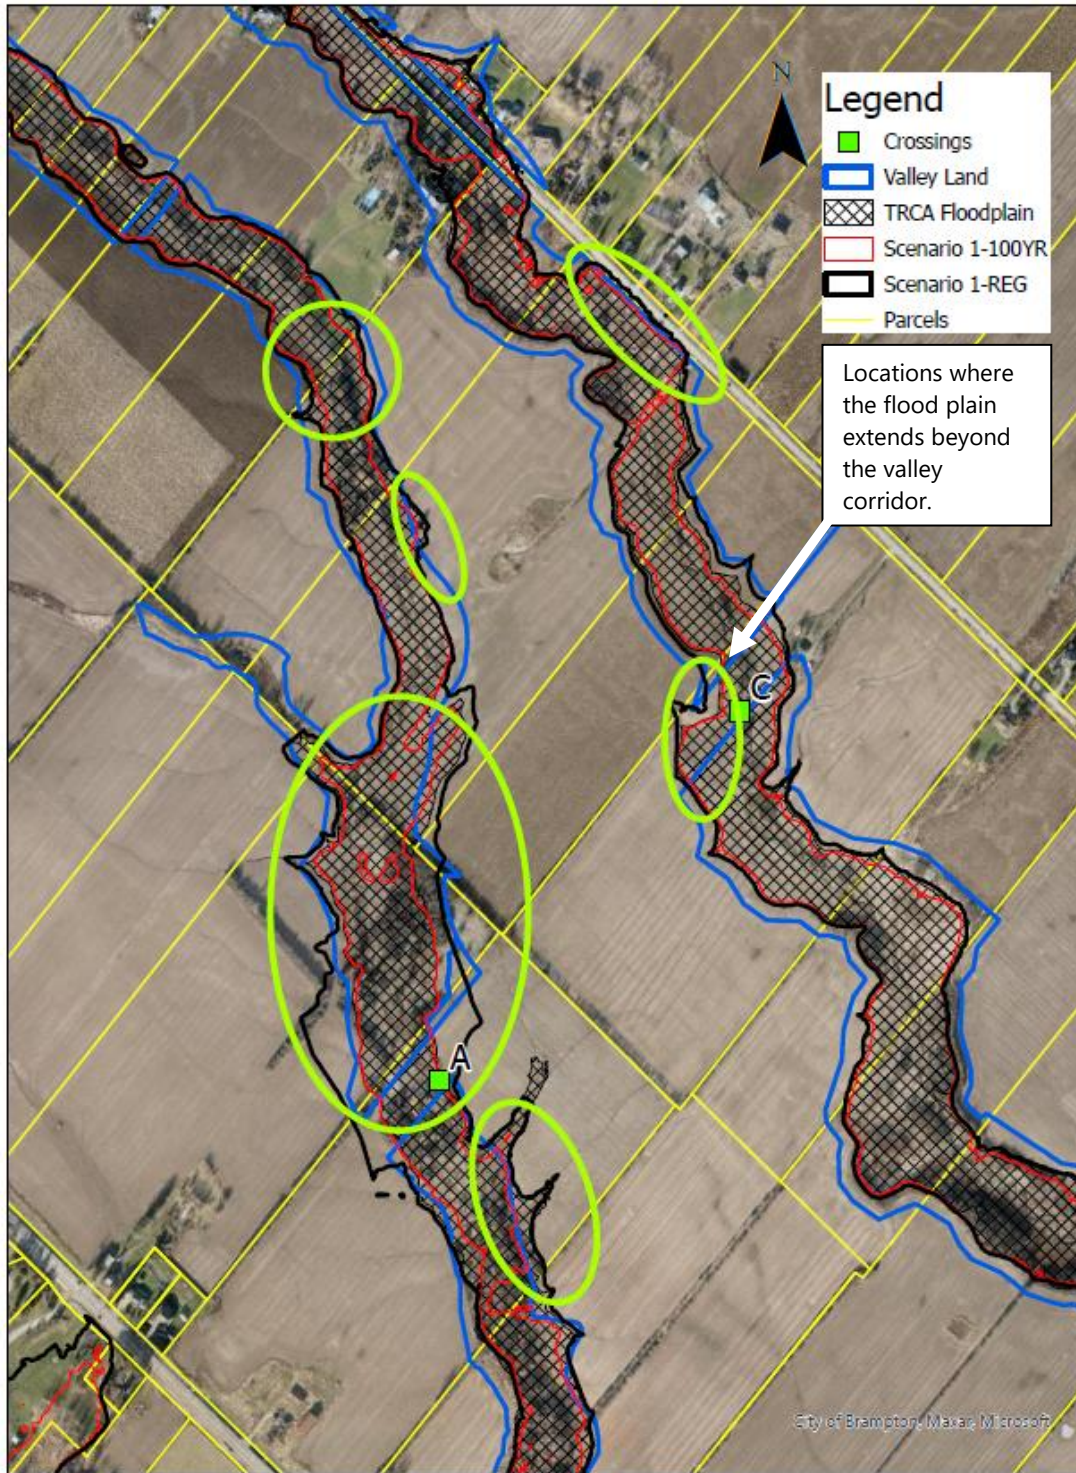 N
Legend
Crossings
Valley Land
TRCA Floodplain
Scenario 1-100YR
Scenario 1-REG
Parcels
Locations where
the flood plain
extends beyond
the valley
corridor.
C
A
City of Brampton, Maxar, Microsoft